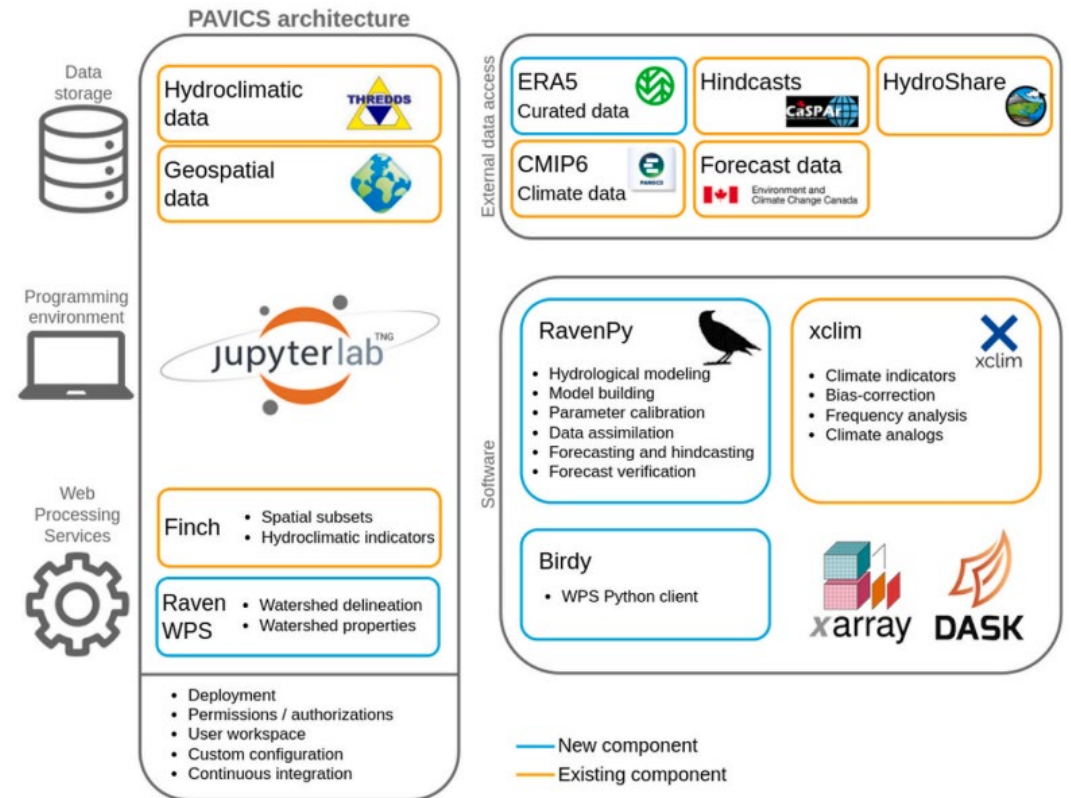 PAVICS architecture
Data
storage
Hydroclimatic
data
THREDDS
Geospatial
data
Programming
environment
jupyterlab TNG
Web
Processing
Services
Finch
• Spatial subsets
• Hydroclimatic indicators
Raven
WPS
• Watershed delineation
• Watershed properties
• Deployment
• Permissions / authorizations
• User workspace
• Custom configuration
• Continuous integration
External data access
ERA5
Curated data
Hindcasts
CaSPAr
HydroShare
CMIP6
Climate data
PANGEO
Forecast data
Environment and
Climate Change Canada
Software
RavenPy
• Hydrological modeling
• Model building
• Parameter calibration
• Data assimilation
• Forecasting and hindcasting
• Forecast verification
xclim
xclim
• Climate indicators
• Bias-correction
• Frequency analysis
• Climate analogs
Birdy
• WPS Python client
xarray
DASK
New component
Existing component